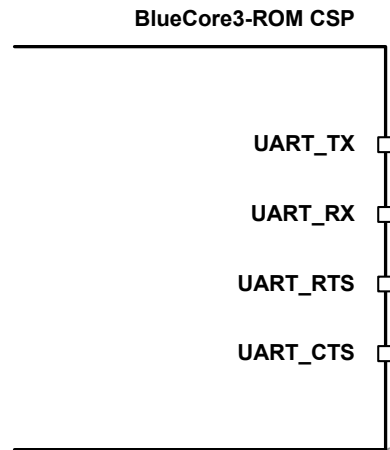 BlueCore3-ROM CSP
UART_TX
UART_RX
UART_RTS
UART_CTS